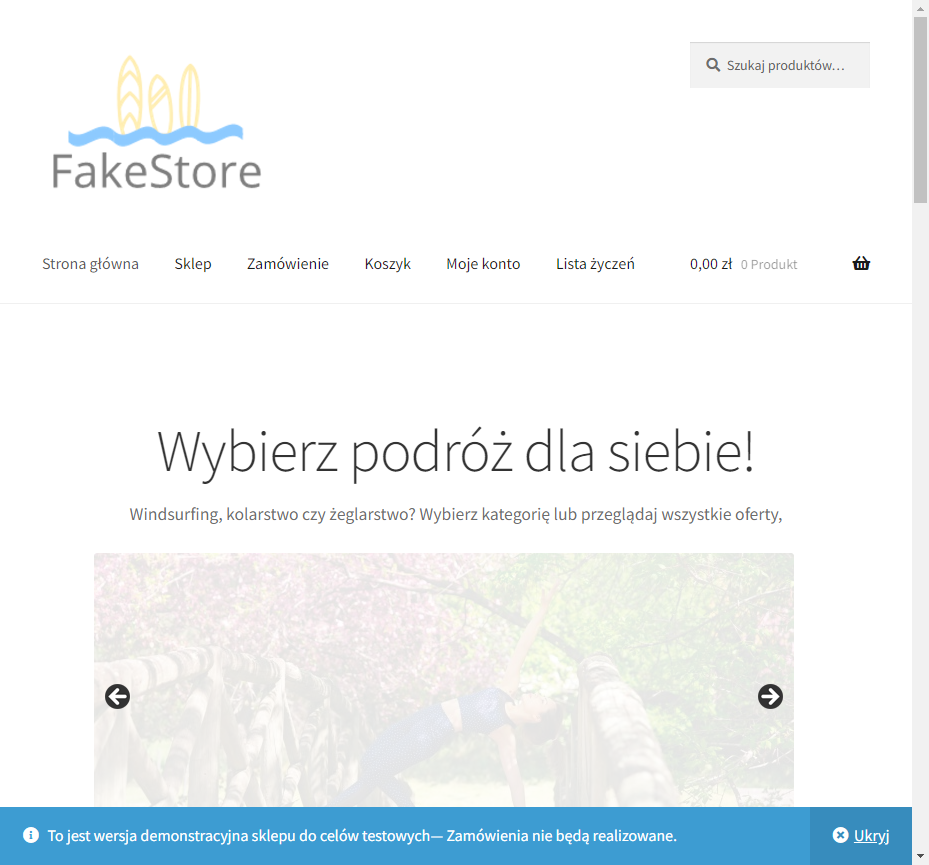 Szukaj produktów…
FakeStore
Strona główna Sklep Zamówienie Koszyk Moje konto Lista życzeń 0,00 zł 0 Produkt
Wybierz podróż dla siebie!
Windsurfing, kolarstwo czy żeglarstwo? Wybierz kategorię lub przeglądaj wszystkie oferty,
To jest wersja demonstracyjna sklepu do celów testowych— Zamówienia nie będą realizowane. Ukryj